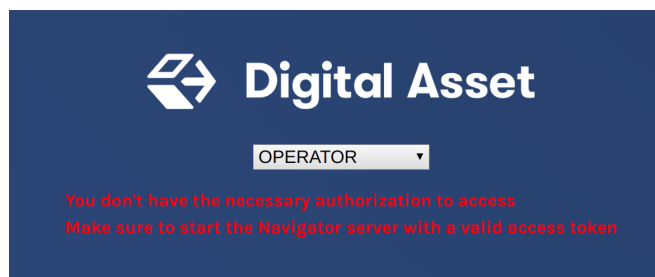 Digital Asset
OPERATOR
You don't have the necessary authorization to access
Make sure to start the Navigator server with a valid access token